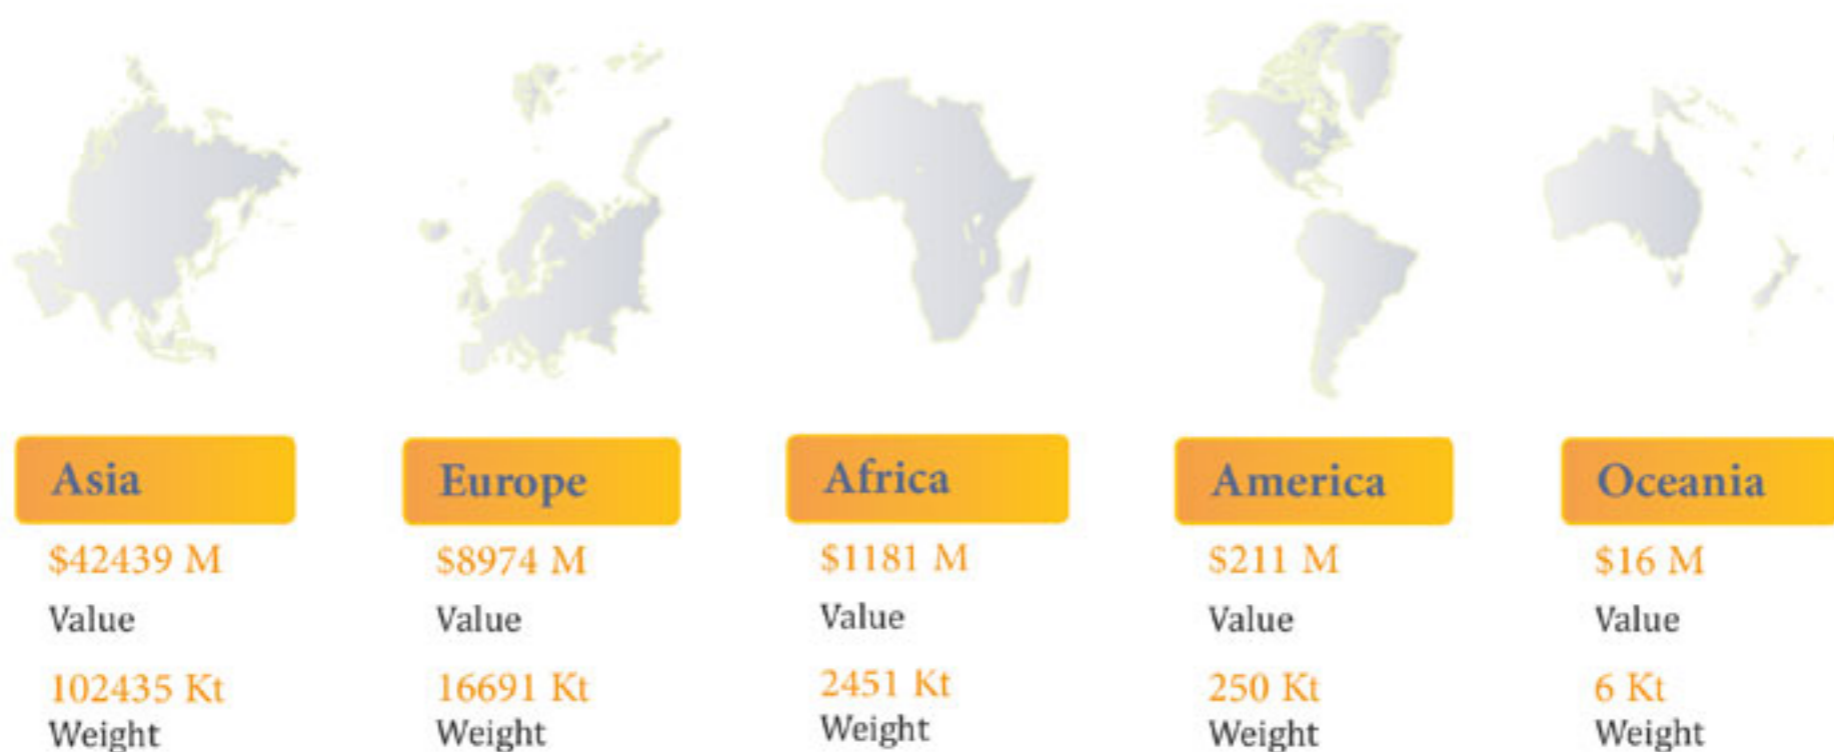 Asia
$42439 M
Value
102435 Kt
Weight
Europe
$8974 M
Value
16691 Kt
Weight
Africa
$1181 M
Value
2451 Kt
Weight
America
$211 M
Value
250 Kt
Weight
Oceania
$16 M
Value
6 Kt
Weight